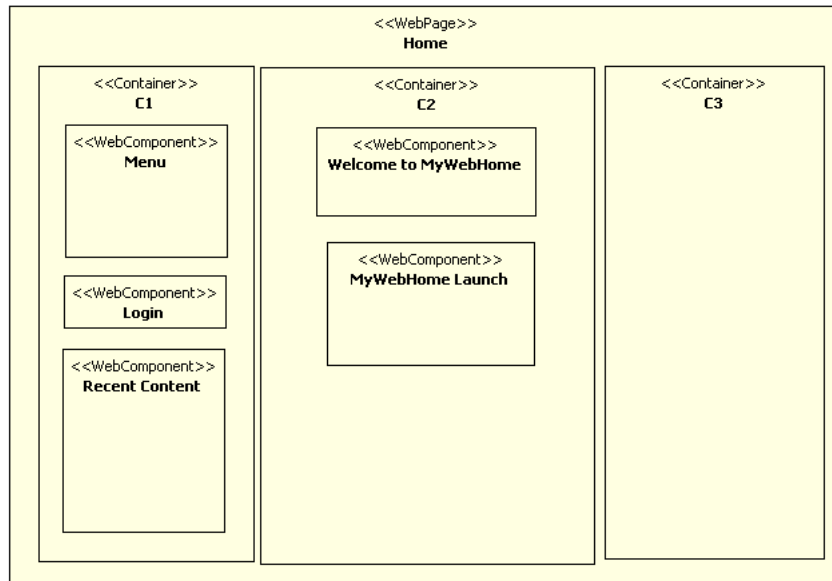 <<WebPage>>
Home
<<Container>>
C1
<<WebComponent>>
Menu
<<WebComponent>>
Login
<<WebComponent>>
Recent Content
<<Container>>
C2
<<WebComponent>>
Welcome to MyWebHome
<<WebComponent>>
MyWebHome Launch
<<Container>>
C3